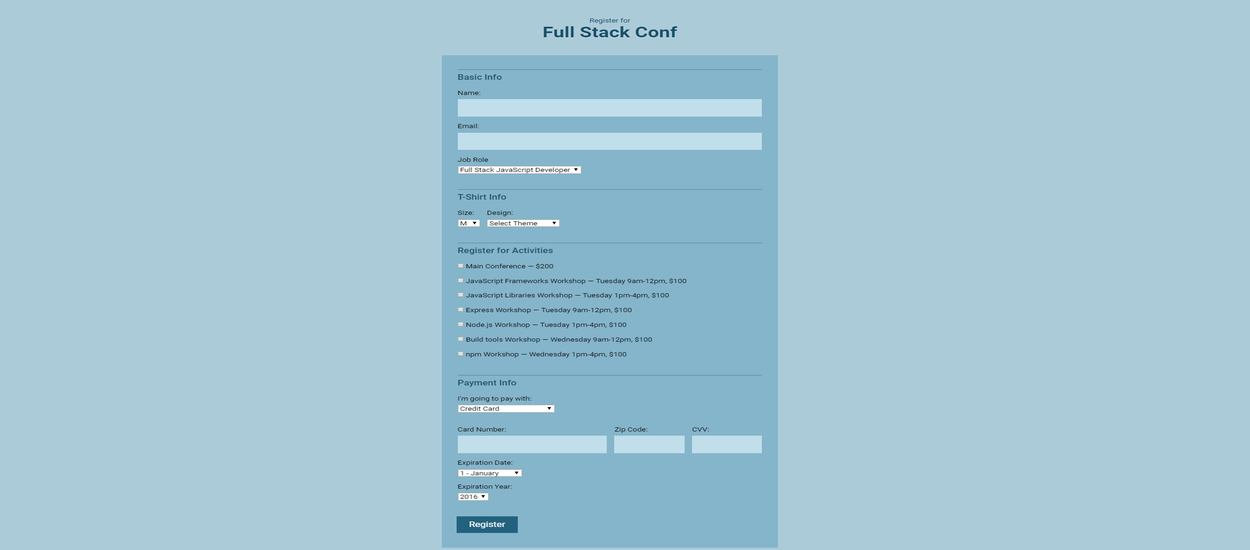 Register for
Full Stack Conf
Basic Info
Name:
Email:
Job Role
Full Stack JavaScript Developer
T-Shirt Info
Size: Design:
M Select Theme
Register for Activities
Main Conference — $200
JavaScript Frameworks Workshop — Tuesday 9am-12pm, $100
JavaScript Libraries Workshop — Tuesday 1pm-4pm, $100
Express Workshop — Tuesday 9am-12pm, $100
Node.js Workshop — Tuesday 1pm-4pm, $100
Build tools Workshop — Wednesday 9am-12pm, $100
npm Workshop — Wednesday 1pm-4pm, $100
Payment Info
I'm going to pay with:
Credit Card
Card Number: Zip Code: CVV:
Expiration Date:
1 - January
Expiration Year:
2016
Register